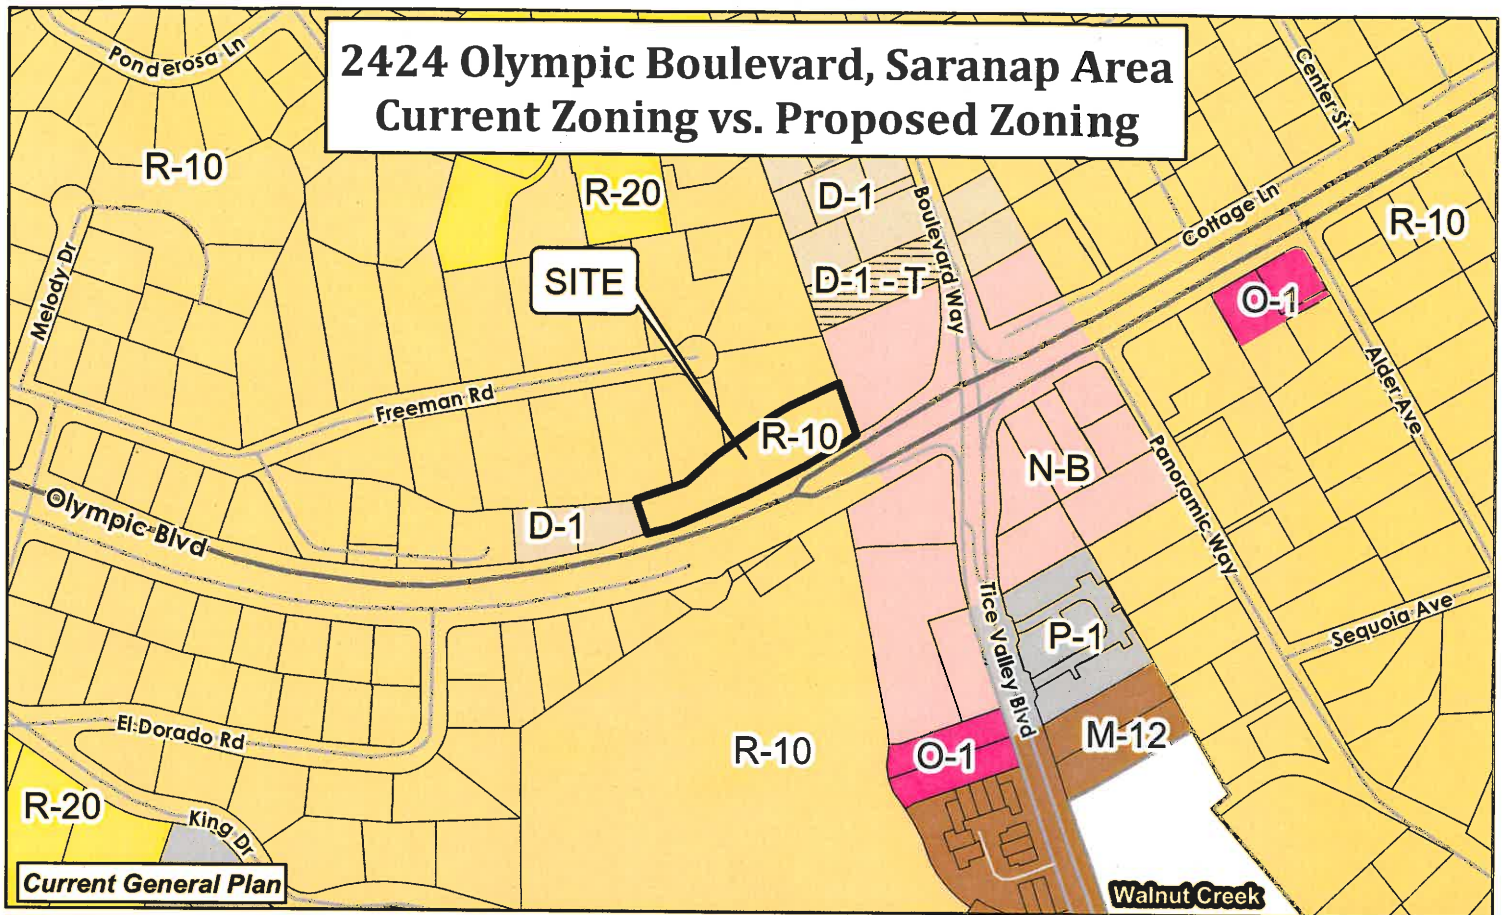 2424 Olympic Boulevard, Saranap Area
Current Zoning vs. Proposed Zoning
Ponderosa Ln
Center St
R-10
R-20
D-1
Boulevard Way
Cottage Ln
R-10
Melody Dr
SITE
D-1 -T
O-1
Freeman Rd
Alder Ave
R-10
N-B
Panoramic Way
Olympic Blvd
D-1
Tice Valley Blvd
P-1
Sequoia Ave
El Dorado Rd
R-10
O-1
M-12
R-20
King Dr
Current General Plan
Walnut Creek